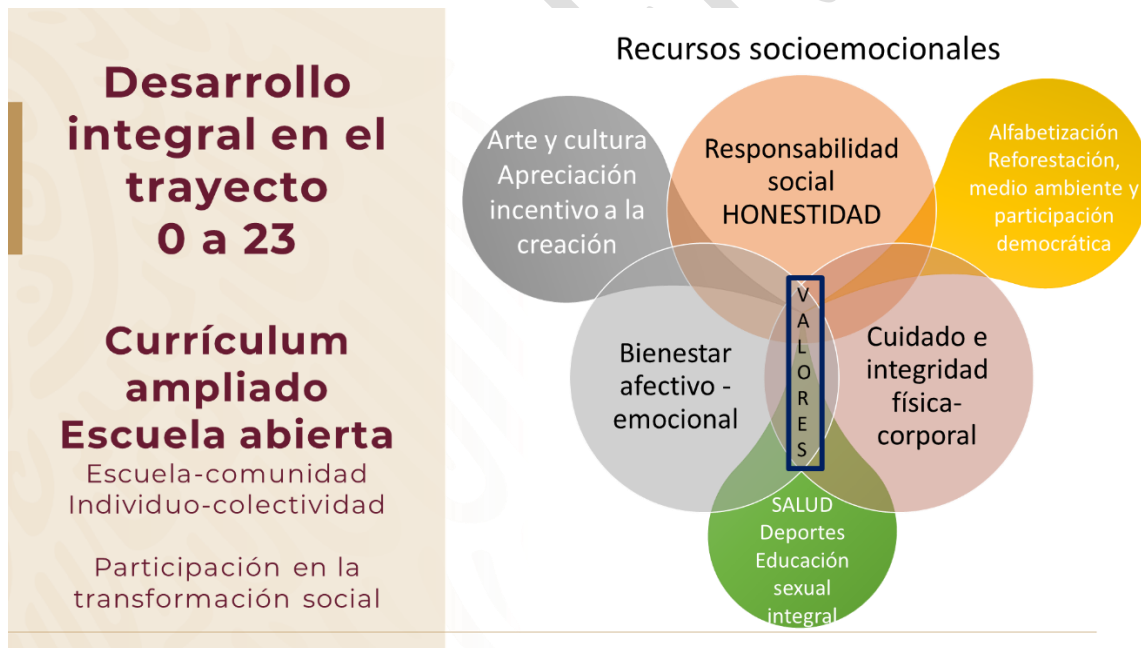 Desarrollo
integral en el
trayecto
0 a 23
Currículum
ampliado
Escuela abierta
Escuela-comunidad
Individuo-colectividad
Participación en la
transformación social
Recursos socioemocionales
Arte y cultura
Apreciación
incentivo a la
creación
Responsabilidad
social
HONESTIDAD
Alfabetización
Reforestación,
medio ambiente y
participación
democrática
Bienestar
afectivo -
emocional
V
A
L
O
R
E
S
Cuidado e
integridad
física-
corporal
SALUD
Deportes
Educación
sexual
integral